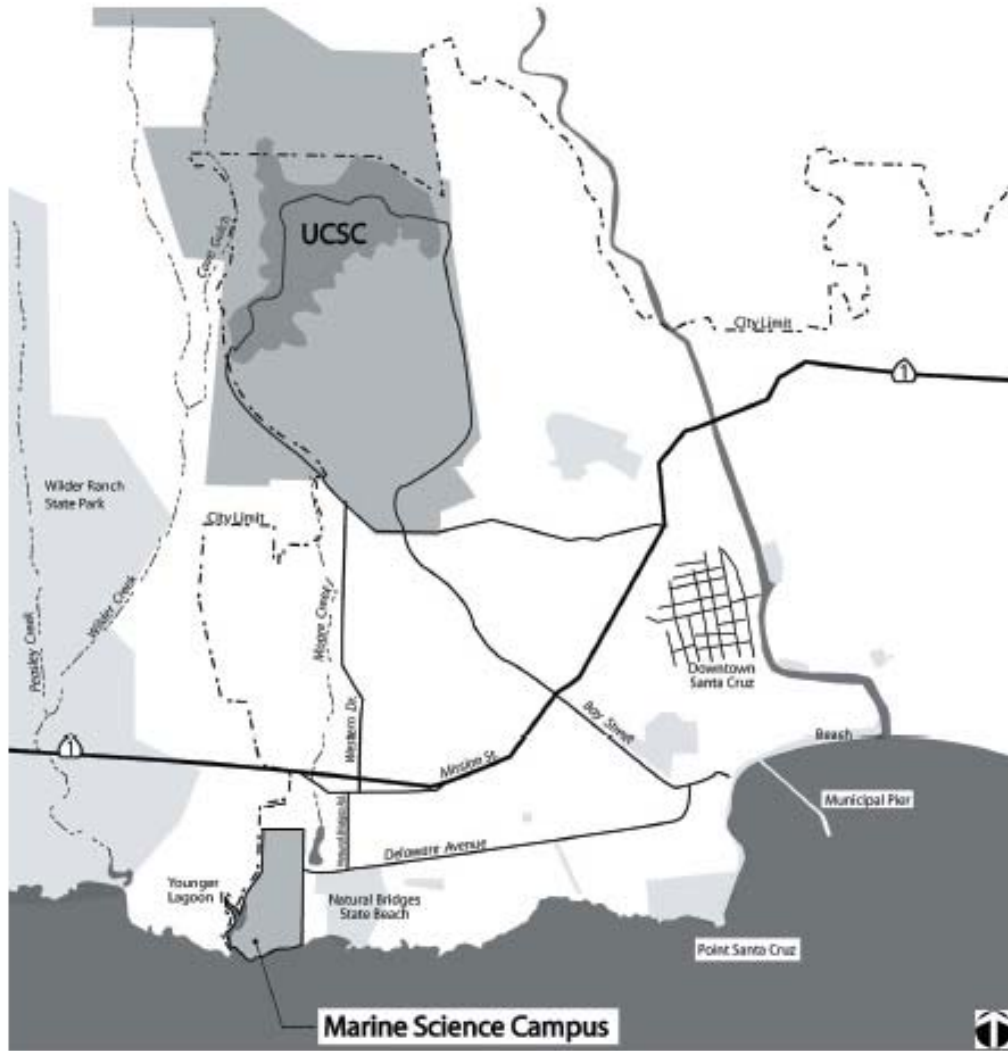 UCSC
Cave Gulch
City Limit
1
Wilder Ranch
State Park
City Limit
Peasley Creek
Wilder Creek
Moore Creek
Downtown
Santa Cruz
Western Dr.
Bay Street
1
Mission St.
Beach
Municipal Pier
Delaware Avenue
Younger
Lagoon
Natural Bridges
State Beach
Point Santa Cruz
Marine Science Campus